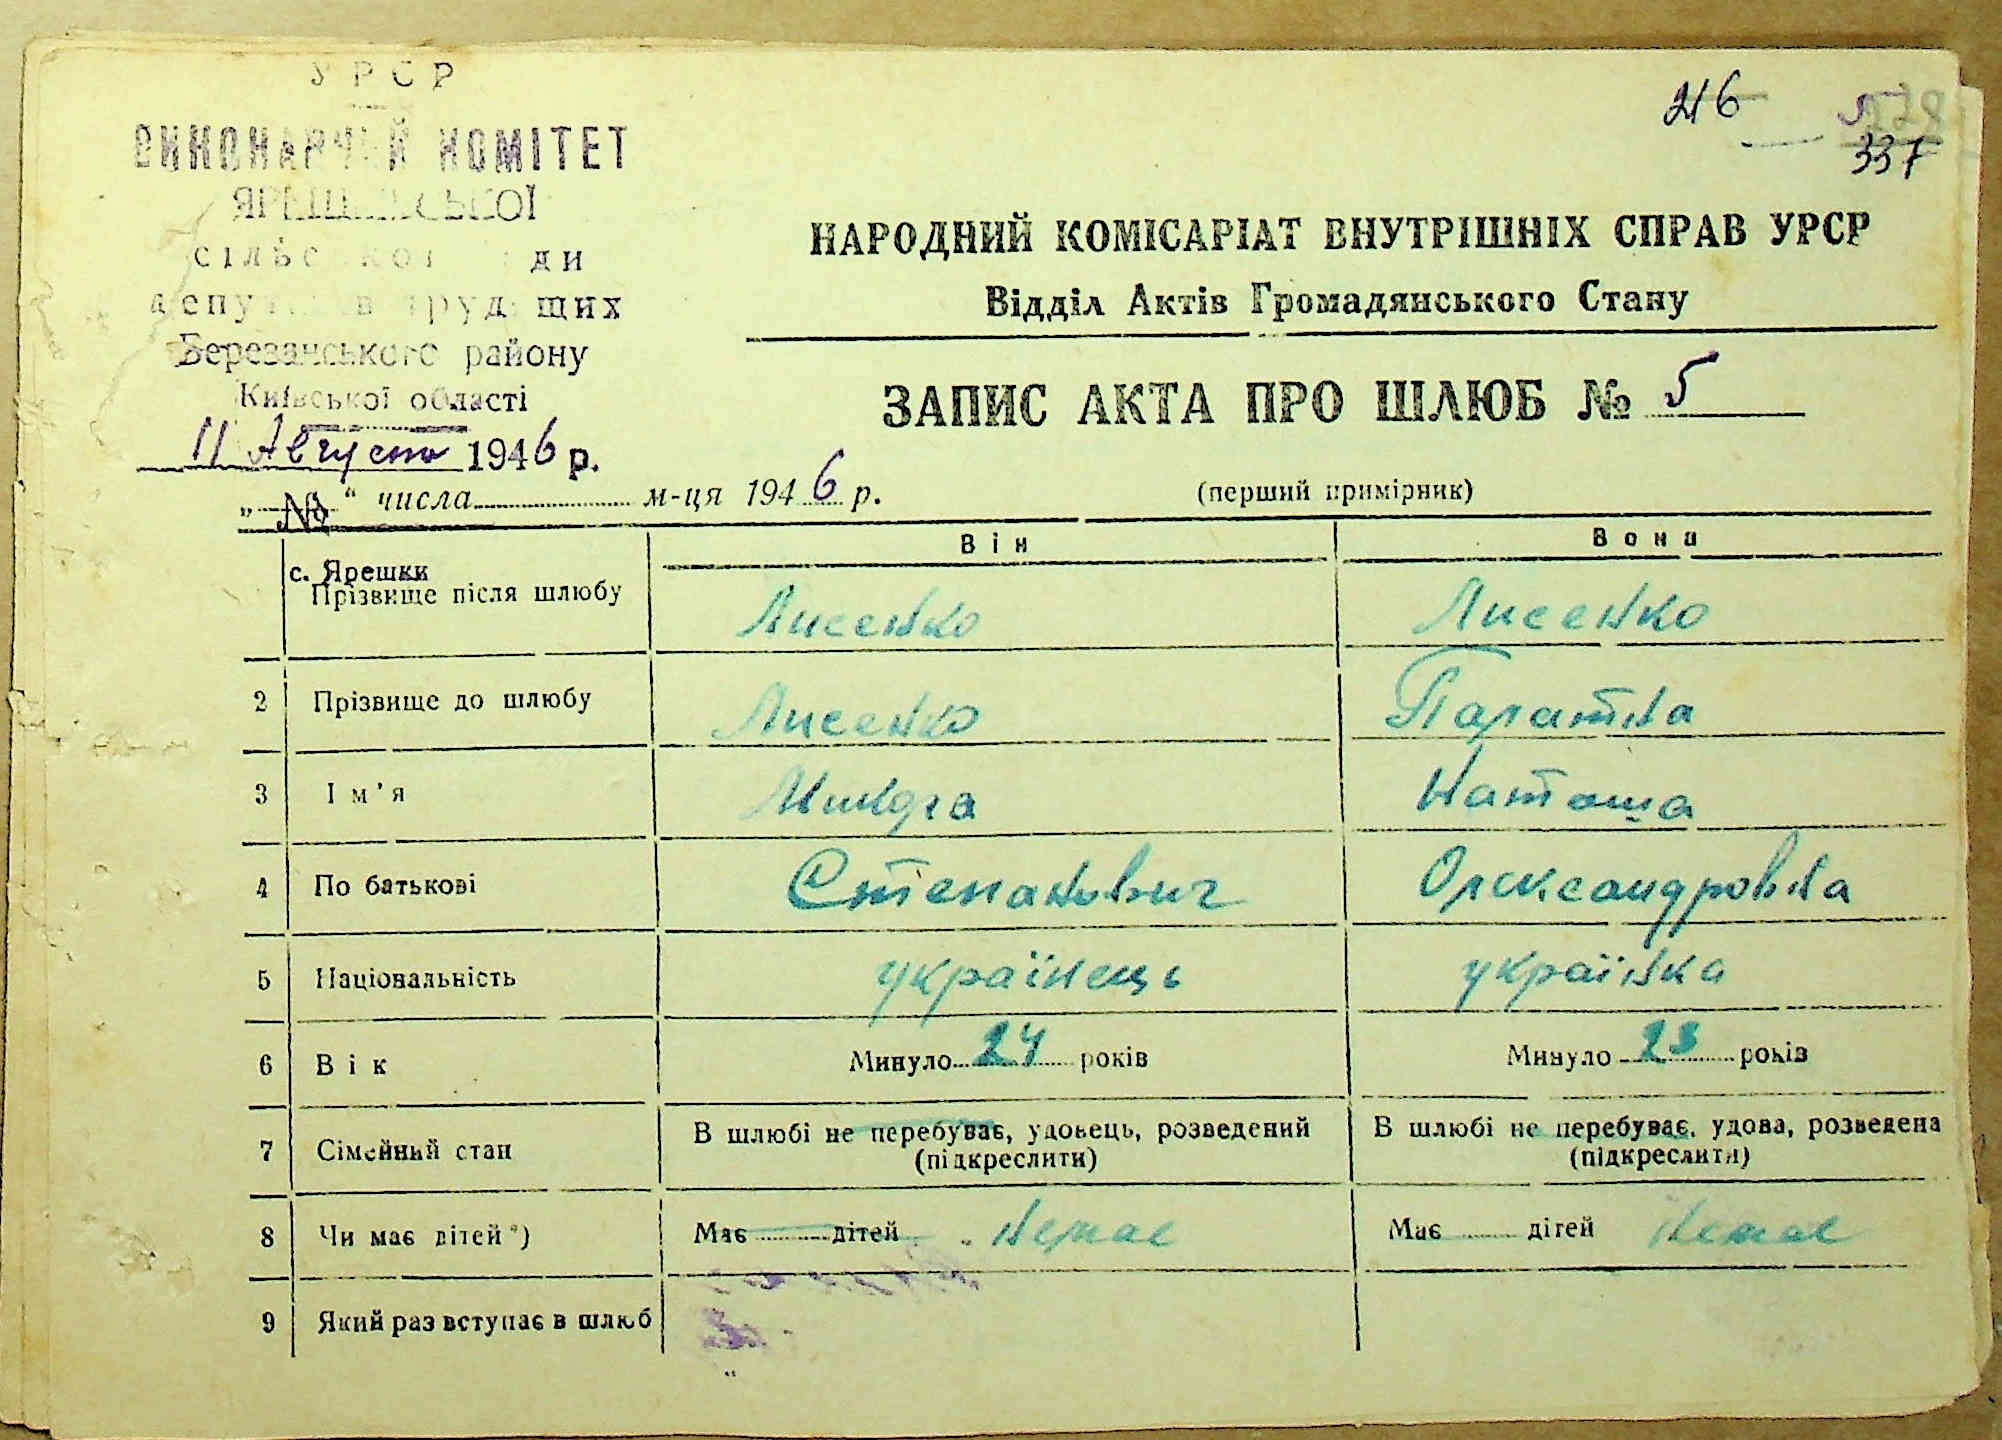 УРСР
ВИКОНАВЧИЙ КОМІТЕТ
ЯРЕШКІВСЬКОЇ
сільської ради
депутатів трудящих
Березанського району
Київської області
11 Августа 1946 р.
№
216
337
НАРОДНИЙ КОМІСАРІАТ ВНУТРІШНІХ СПРАВ УРСР
Відділ Актів Громадянського Стану
ЗАПИС АКТА ПРО ШЛЮБ № 5
„ “ числа м-ця 1946 р. (перший примірник)
с. Ярешки
Він Вона
Прізвище після шлюбу Лисенко Лисенко
2 Прізвище до шлюбу Лисенко Палатна
3 Ім'я Наташа
4 По батькові Степанович Олександровна
5 Національність українець українка
6 Вік Минуло 24 років Минуло 23 років
7 Сімейний стан В шлюбі не перебуває, удовець, розведений В шлюбі не перебуває, удова, розведена
(підкреслити) (підкреслити)
8 Чи має дітей*) Має дітей Немає Має дітей Немає
9 Який раз вступає в шлюб